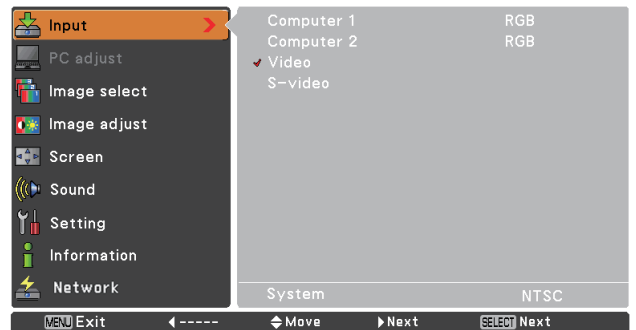 Input
PC adjust
Image select
Image adjust
Screen
Sound
Setting
Information
Network
Computer 1 RGB
Computer 2 RGB
Video
S-video
System NTSC
MENU Exit ----- Move Next SELECT Next